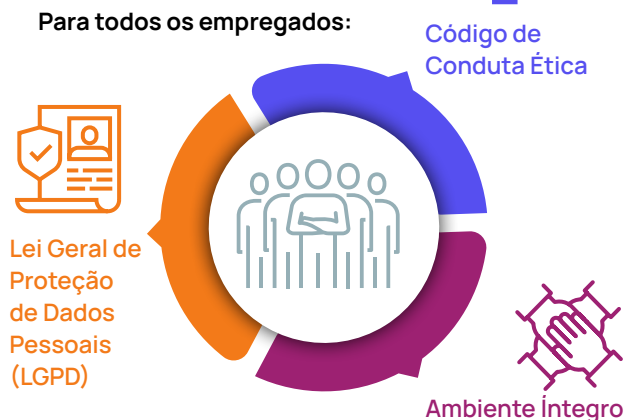 Para todos os empregados:
Código de
Conduta Ética
Lei Geral de
Proteção
de Dados
Pessoais
(LGPD)
Ambiente Íntegro